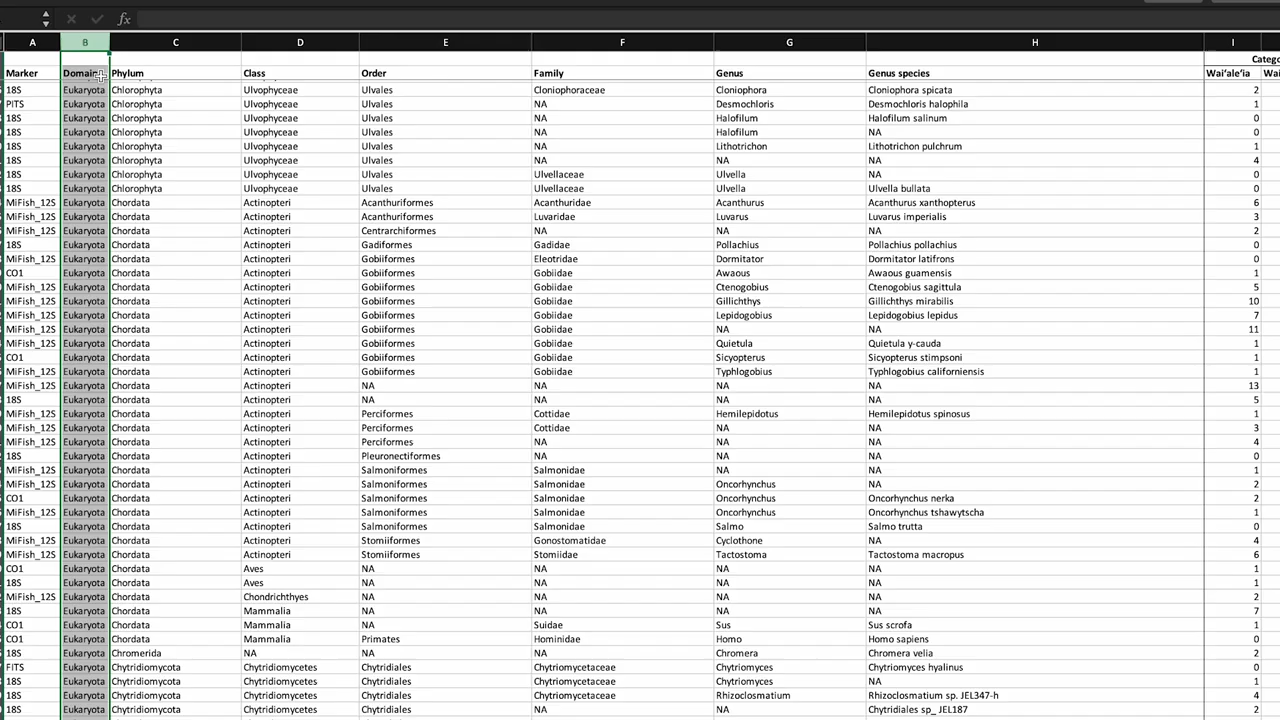 fx
A B C D E F G H I
Catego
Marker Domain Phylum Class Order Family Genus Genus species Wai‘ale‘ia Wai
18S Eukaryota Chlorophyta Ulvophyceae Ulvales Cloniophoraceae Cloniophora Cloniophora spicata 2
PITS Eukaryota Chlorophyta Ulvophyceae Ulvales NA Desmochloris Desmochloris halophila 1
18S Eukaryota Chlorophyta Ulvophyceae Ulvales NA Halofilum Halofilum salinum 0
18S Eukaryota Chlorophyta Ulvophyceae Ulvales NA Halofilum NA 0
18S Eukaryota Chlorophyta Ulvophyceae Ulvales NA Lithotrichon Lithotrichon pulchrum 1
18S Eukaryota Chlorophyta Ulvophyceae Ulvales NA NA NA 4
18S Eukaryota Chlorophyta Ulvophyceae Ulvales Ulvellaceae Ulvella NA 0
18S Eukaryota Chlorophyta Ulvophyceae Ulvales Ulvellaceae Ulvella Ulvella bullata 0
MiFish_12S Eukaryota Chordata Actinopteri Acanthuriformes Acanthuridae Acanthurus Acanthurus xanthopterus 6
MiFish_12S Eukaryota Chordata Actinopteri Acanthuriformes Luvaridae Luvarus Luvarus imperialis 3
MiFish_12S Eukaryota Chordata Actinopteri Centrarchiformes NA NA NA 2
18S Eukaryota Chordata Actinopteri Gadiformes Gadidae Pollachius Pollachius pollachius 0
MiFish_12S Eukaryota Chordata Actinopteri Gobiiformes Eleotridae Dormitator Dormitator latifrons 0
CO1 Eukaryota Chordata Actinopteri Gobiiformes Gobiidae Awaous Awaous guamensis 1
MiFish_12S Eukaryota Chordata Actinopteri Gobiiformes Gobiidae Ctenogobius Ctenogobius sagittula 5
MiFish_12S Eukaryota Chordata Actinopteri Gobiiformes Gobiidae Gillichthys Gillichthys mirabilis 10
MiFish_12S Eukaryota Chordata Actinopteri Gobiiformes Gobiidae Lepidogobius Lepidogobius lepidus 7
MiFish_12S Eukaryota Chordata Actinopteri Gobiiformes Gobiidae NA NA 11
MiFish_12S Eukaryota Chordata Actinopteri Gobiiformes Gobiidae Quietula Quietula y-cauda 1
CO1 Eukaryota Chordata Actinopteri Gobiiformes Gobiidae Sicyopterus Sicyopterus stimpsoni 1
MiFish_12S Eukaryota Chordata Actinopteri Gobiiformes Gobiidae Typhlogobius Typhlogobius californiensis 1
MiFish_12S Eukaryota Chordata Actinopteri NA NA NA NA 13
18S Eukaryota Chordata Actinopteri NA NA NA NA 5
MiFish_12S Eukaryota Chordata Actinopteri Perciformes Cottidae Hemilepidotus Hemilepidotus spinosus 1
MiFish_12S Eukaryota Chordata Actinopteri Perciformes Cottidae NA NA 3
MiFish_12S Eukaryota Chordata Actinopteri Perciformes NA NA NA 4
18S Eukaryota Chordata Actinopteri Pleuronectiformes NA NA NA 0
MiFish_12S Eukaryota Chordata Actinopteri Salmoniformes Salmonidae NA NA 1
MiFish_12S Eukaryota Chordata Actinopteri Salmoniformes Salmonidae Oncorhynchus NA 2
CO1 Eukaryota Chordata Actinopteri Salmoniformes Salmonidae Oncorhynchus Oncorhynchus nerka 2
MiFish_12S Eukaryota Chordata Actinopteri Salmoniformes Salmonidae Oncorhynchus Oncorhynchus tshawytscha 1
18S Eukaryota Chordata Actinopteri Salmoniformes Salmonidae Salmo Salmo trutta 0
MiFish_12S Eukaryota Chordata Actinopteri Stomiiformes Gonostomatidae Cyclothone NA 4
MiFish_12S Eukaryota Chordata Actinopteri Stomiiformes Stomiidae Tactostoma Tactostoma macropus 6
CO1 Eukaryota Chordata Aves NA NA NA NA 1
18S Eukaryota Chordata Aves NA NA NA NA 1
MiFish_12S Eukaryota Chordata Chondrichthyes NA NA NA NA 2
18S Eukaryota Chordata Mammalia NA NA NA NA 7
CO1 Eukaryota Chordata Mammalia NA Suidae Sus Sus scrofa 1
CO1 Eukaryota Chordata Mammalia Primates Hominidae Homo Homo sapiens 0
18S Eukaryota Chromerida NA NA NA Chromera Chromera velia 2
FITS Eukaryota Chytridiomycota Chytridiomycetes Chytridiales Chytriomycetaceae Chytriomyces Chytriomyces hyalinus 0
18S Eukaryota Chytridiomycota Chytridiomycetes Chytridiales Chytriomycetaceae Chytriomyces NA 1
18S Eukaryota Chytridiomycota Chytridiomycetes Chytridiales Chytriomycetaceae Rhizoclosmatium Rhizoclosmatium sp. JEL347-h 4
18S Eukaryota Chytridiomycota Chytridiomycetes Chytridiales NA NA Chytridiales sp_ JEL187 2